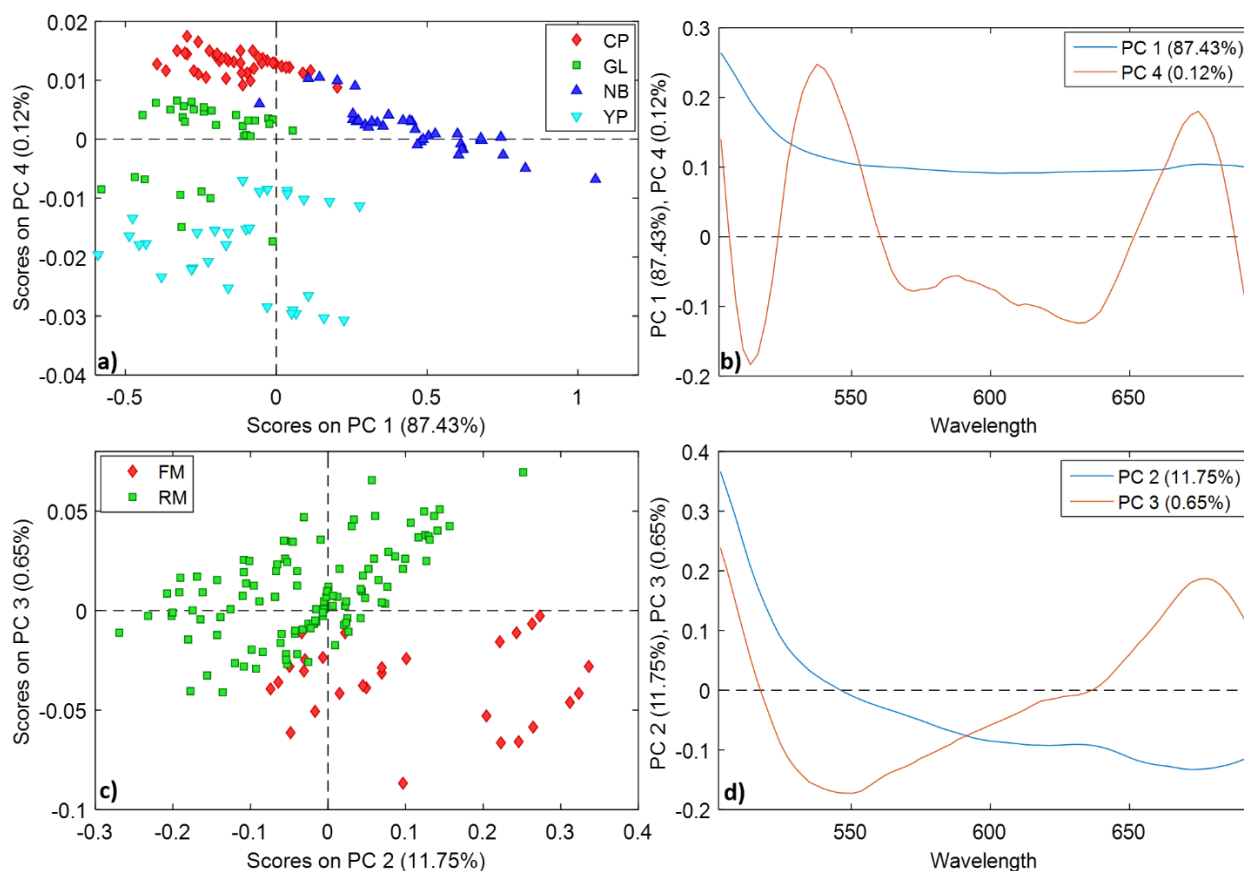 0.02
0.01
0
-0.01
-0.02
-0.03
-0.04
Scores on PC 4 (0.12%)
CP
GL
NB
YP
a)
-0.5
0
0.5
1
Scores on PC 1 (87.43%)
0.3
0.2
0.1
0
-0.1
-0.2
PC 1 (87.43%), PC 4 (0.12%)
PC 1 (87.43%)
PC 4 (0.12%)
b)
550
600
650
Wavelength
0.05
0
-0.05
-0.1
Scores on PC 3 (0.65%)
FM
RM
c)
-0.3
-0.2
-0.1
0
0.1
0.2
0.3
0.4
Scores on PC 2 (11.75%)
0.4
0.3
0.2
0.1
0
-0.1
-0.2
PC 2 (11.75%), PC 3 (0.65%)
PC 2 (11.75%)
PC 3 (0.65%)
d)
550
600
650
Wavelength